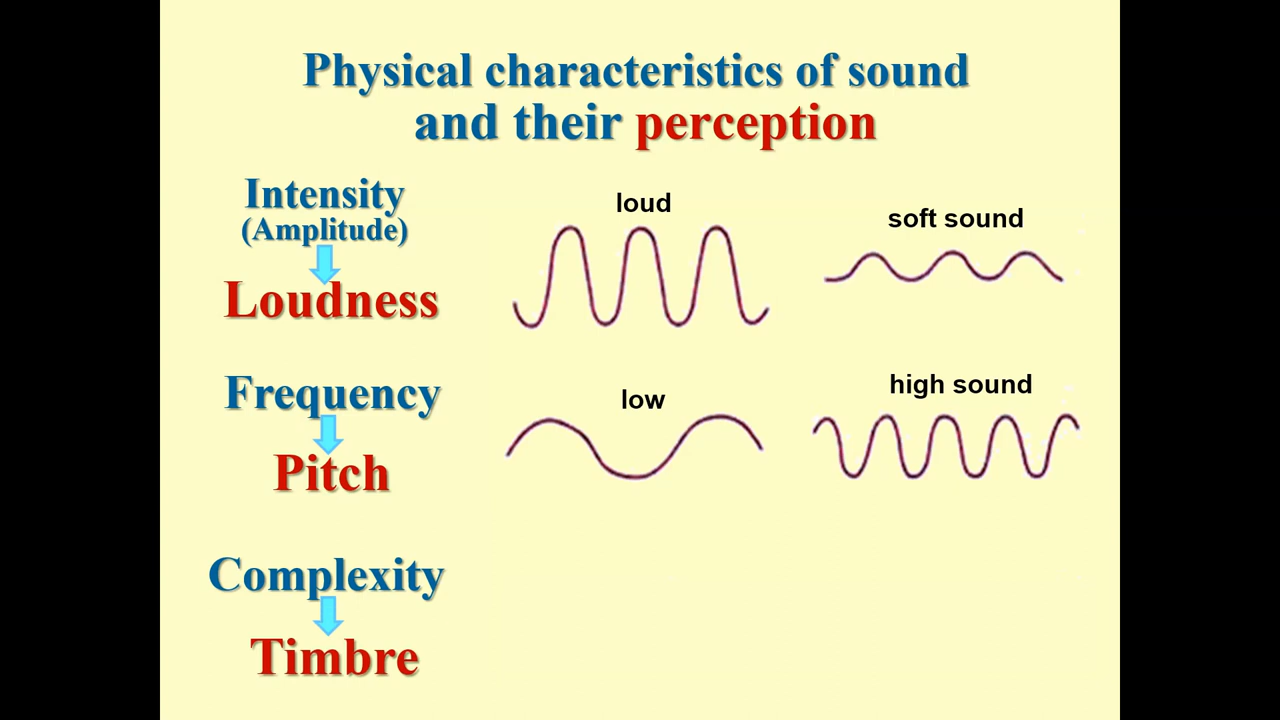 Physical characteristics of sound
and their perception
Intensity
(Amplitude)
Loudness
loud
soft sound
Frequency
Pitch
low
high sound
Complexity
Timbre